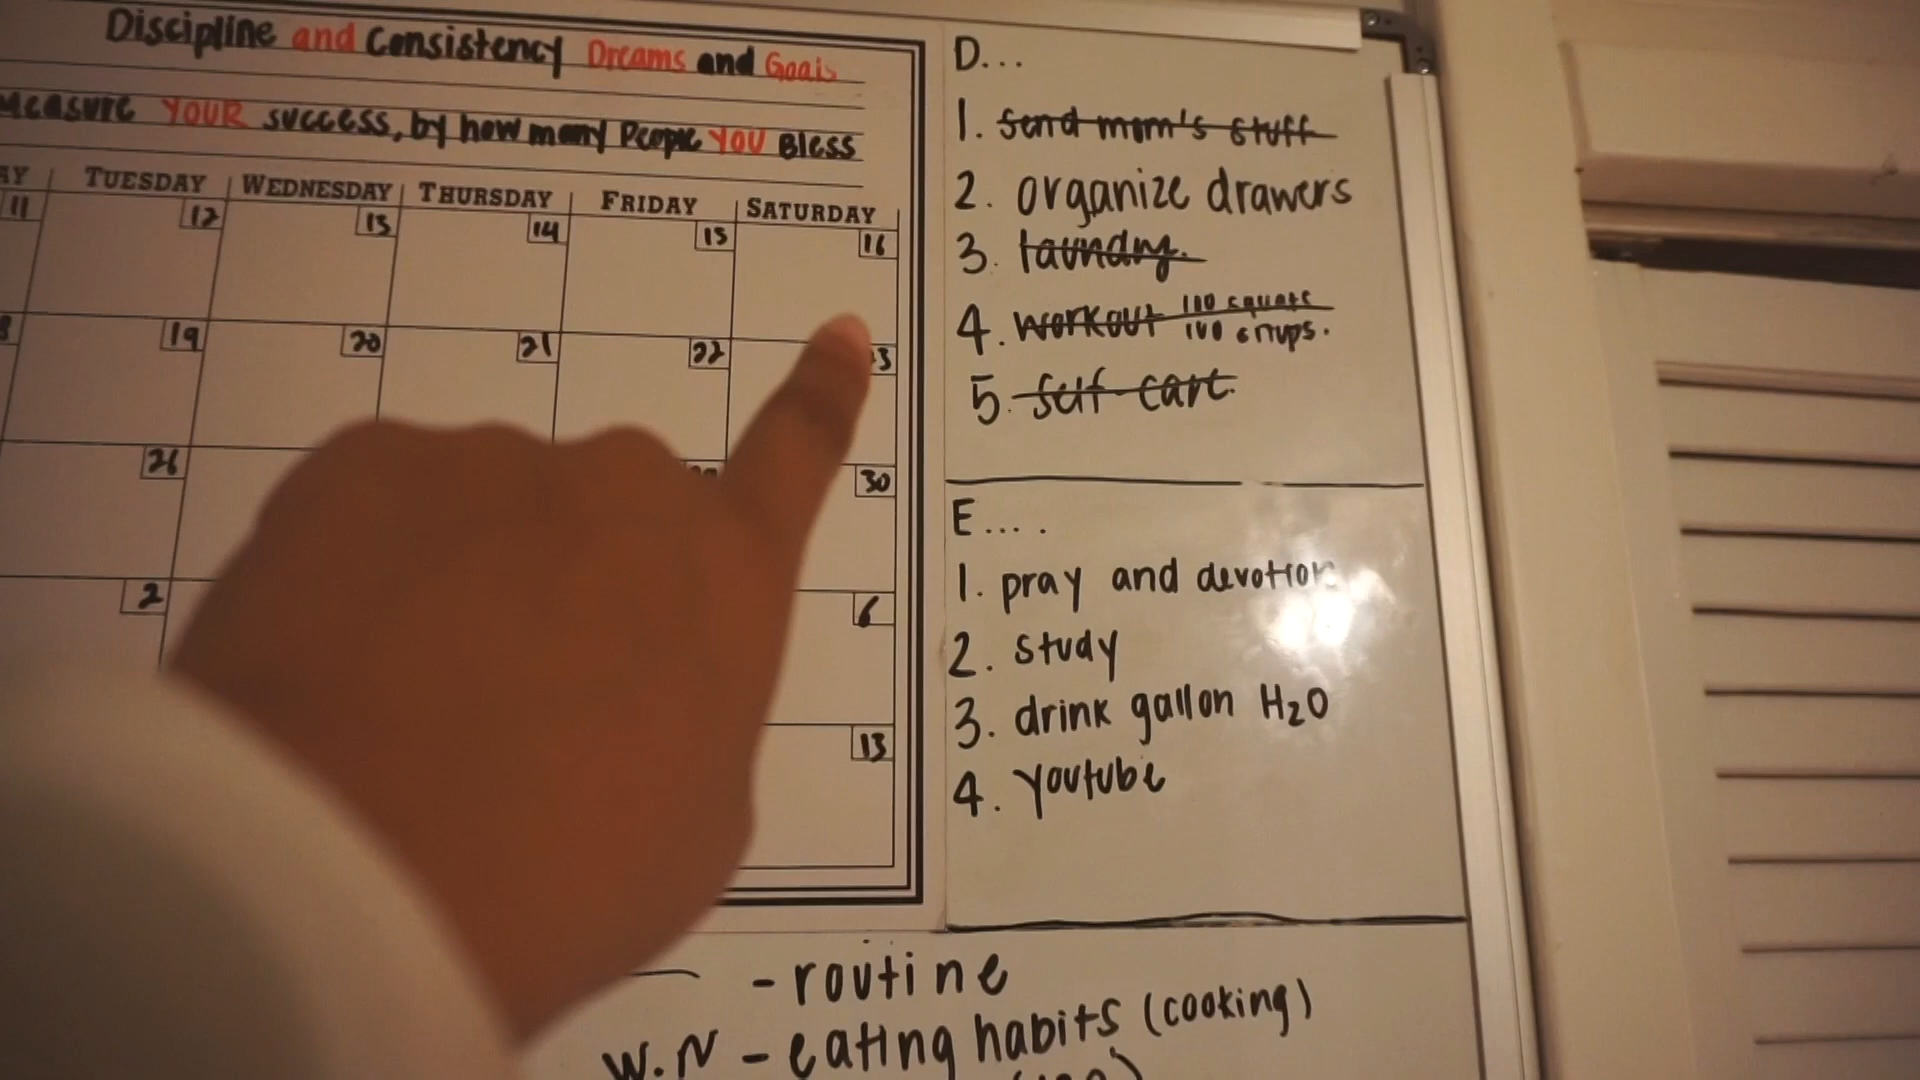 Discipline and Consistency Dreams and Goals
Measure YOUR success, by how many People YOU Bless
AY TUESDAY WEDNESDAY THURSDAY FRIDAY SATURDAY
11 12 13 14 15 16
19 20 21 22 3
26 30
2 6
13
D...
1. send mom's stuff
2. organize drawers
3. laundry.
4. workout 100 squats
100 situps.
5. self care
E....
1. pray and devotion
2. study
3. drink gallon H2O
4. Youtube
- routine
W.N - eating habits (cooking)